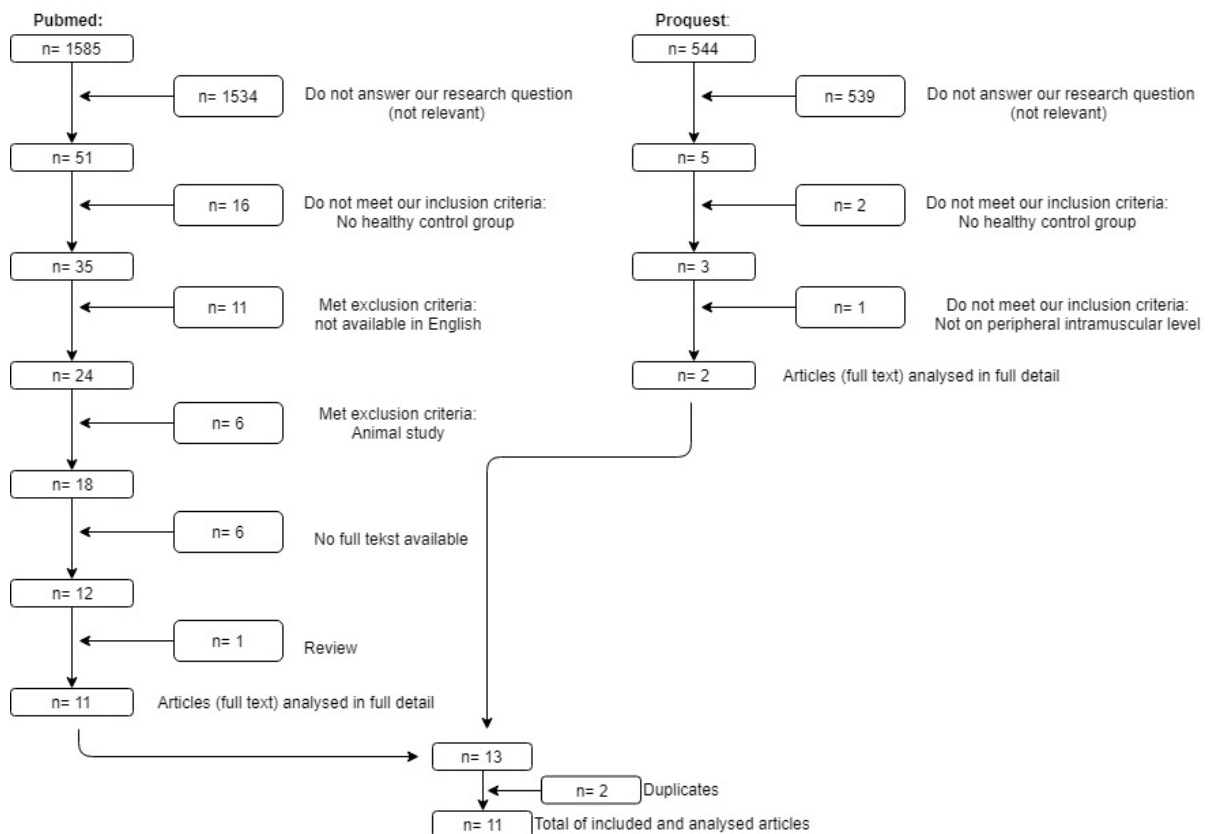 Pubmed:
n= 1585
n= 1534
Do not answer our research question
(not relevant)
n= 51
n= 16
Do not meet our inclusion criteria:
No healthy control group
n= 35
n= 11
Met exclusion criteria:
not available in English
n= 24
n= 6
Met exclusion criteria:
Animal study
n= 18
n= 6
No full tekst available
n= 12
n= 1
Review
n= 11
Articles (full text) analysed in full detail
Proquest:
n= 544
n= 539
Do not answer our research question
(not relevant)
n= 5
n= 2
Do not meet our inclusion criteria:
No healthy control group
n= 3
n= 1
Do not meet our inclusion criteria:
Not on peripheral intramuscular level
n= 2
Articles (full text) analysed in full detail
n= 13
n= 2
Duplicates
n= 11
Total of included and analysed articles